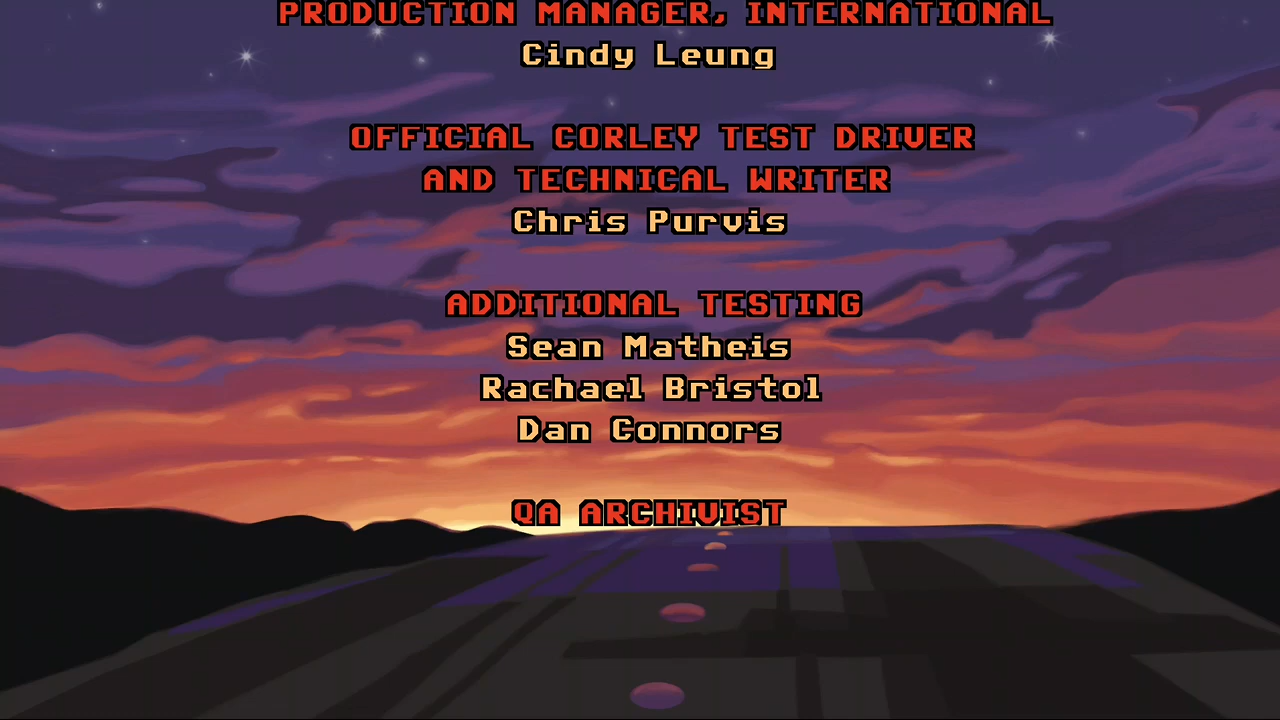 PRODUCTION MANAGER, INTERNATIONAL
Cindy Leung
OFFICIAL CORLEY TEST DRIVER
AND TECHNICAL WRITER
Chris Purvis
ADDITIONAL TESTING
Sean Matheis
Rachael Bristol
Dan Connors
QA ARCHIVIST